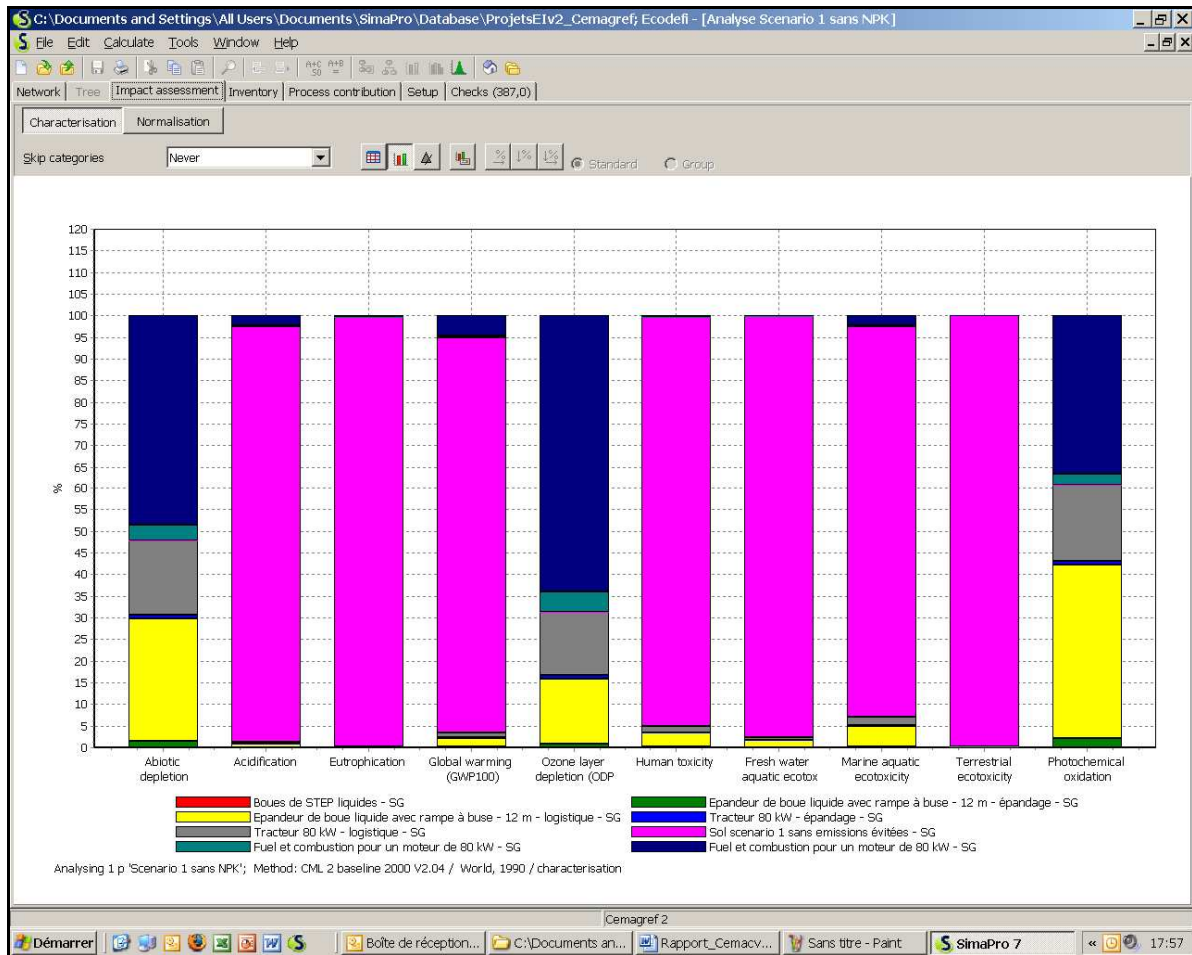 C:\Documents and Settings\All Users\Documents\SimaPro\Database\ProjetsEIv2_Cemagref; Ecodefi - [Analyse Scenario 1 sans NPK]
File Edit Calculate Tools Window Help
A+C
SO
A+B
=
Network Tree Impact assessment Inventory Process contribution Setup Checks (387,0)
Characterisation Normalisation
Skip categories Never Standard Group
120
115
110
105
100
95
90
85
80
75
70
65
60
55
50
45
40
35
30
25
20
15
10
5
0
%
Abiotic depletion
Acidification
Eutrophication
Global warming (GWP100)
Ozone layer depletion (ODP
Human toxicity
Fresh water aquatic ecotox
Marine aquatic ecotoxicity
Terrestrial ecotoxicity
Photochemical oxidation
Boues de STEP liquides - SG
Epandeur de boue liquide avec rampe à buse - 12 m - épandage - SG
Epandeur de boue liquide avec rampe à buse - 12 m - logistique - SG
Tracteur 80 kW - épandage - SG
Tracteur 80 kW - logistique - SG
Sol scenario 1 sans emissions évitées - SG
Fuel et combustion pour un moteur de 80 kW - SG
Fuel et combustion pour un moteur de 80 kW - SG
Analysing 1 p 'Scenario 1 sans NPK'; Method: CML 2 baseline 2000 V2.04 / World, 1990 / characterisation
Cemagref 2
Démarrer Boîte de réception... C:\Documents an... Rapport_Cemacv... Sans titre - Paint SimaPro 7 « 17:57